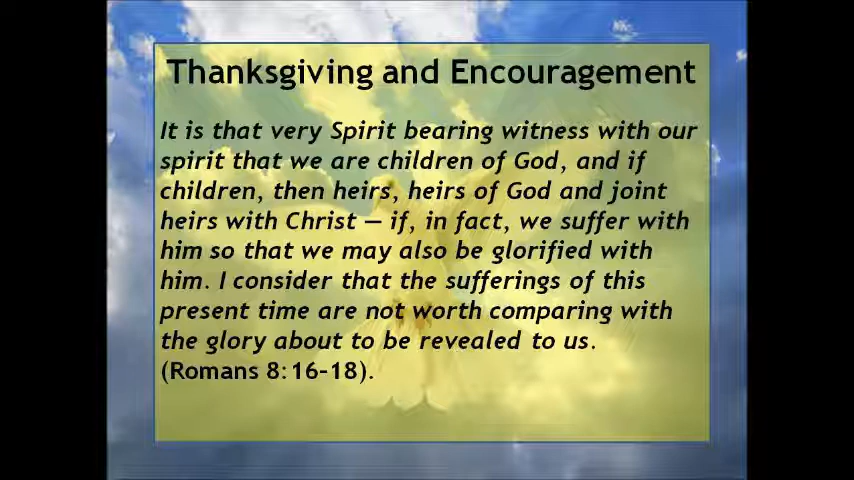 Thanksgiving and Encouragement
It is that very Spirit bearing witness with our
spirit that we are children of God, and if
children, then heirs, heirs of God and joint
heirs with Christ — if, in fact, we suffer with
him so that we may also be glorified with
him. I consider that the sufferings of this
present time are not worth comparing with
the glory about to be revealed to us.
(Romans 8:16-18).